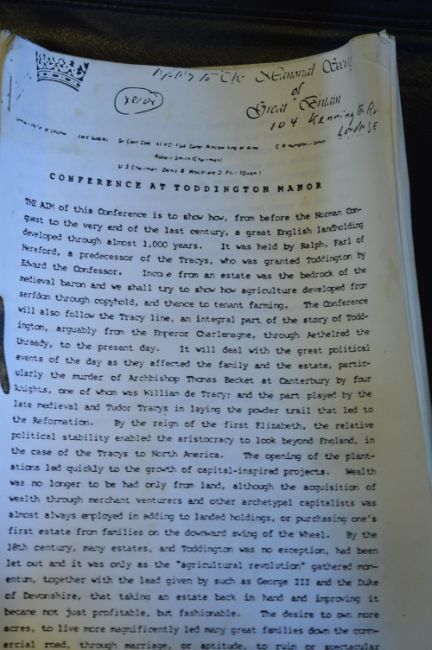 Apply to The Manorial Society
of
Great Britain
xerox
104 Kennington Rd
London SE
Robert Smith (Chairman)
CONFERENCE AT TODDINGTON MANOR
THE AIM of this Conference is to show how, from before the Norman Con-
quest to the very end of the last century, a great English landholding
developed through almost 1,000 years. It was held by Ralph, Earl of
Hereford, a predecessor of the Tracys, who was granted Toddington by
Edward the Confessor. Income from an estate was the bedrock of the
medieval baron and we shall try to show how agriculture developed from
serfdom through copyhold, and thence to tenant farming. The Conference
will also follow the Tracy line, an integral part of the story of Todd-
ington, arguably from the Emperor Charlemagne, through Aethelred the
Unready, to the present day. It will deal with the great political
events of the day as they affected the family and the estate, partic-
ularly the murder of Archbishop Thomas Becket at Canterbury by four
knights, one of whom was William de Tracy; and the part played by the
late medieval and Tudor Tracys in laying the powder trail that led to
the Reformation. By the reign of the first Elizabeth, the relative
political stability enabled the aristocracy to look beyond England, in
the case of the Tracys to North America. The opening of the plant-
ations led quickly to the growth of capital-inspired projects. Wealth
was no longer to be had only from land, although the acquisition of
wealth through merchant venturers and other archetypal capitalists was
almost always employed in adding to landed holdings, or purchasing one's
first estate from families on the downward swing of the Wheel. By the
18th century, many estates, and Toddington was no exception, had been
let out and it was only as the "agricultural revolution" gathered mom-
entum, together with the lead given by such as George III and the Duke
of Devonshire, that taking an estate back in hand and improving it
became not just profitable, but fashionable. The desire to own more
acres, to live more magnificently led many great families down the comm-
ercial road, through marriage, or aptitude, to ruin or spectacular